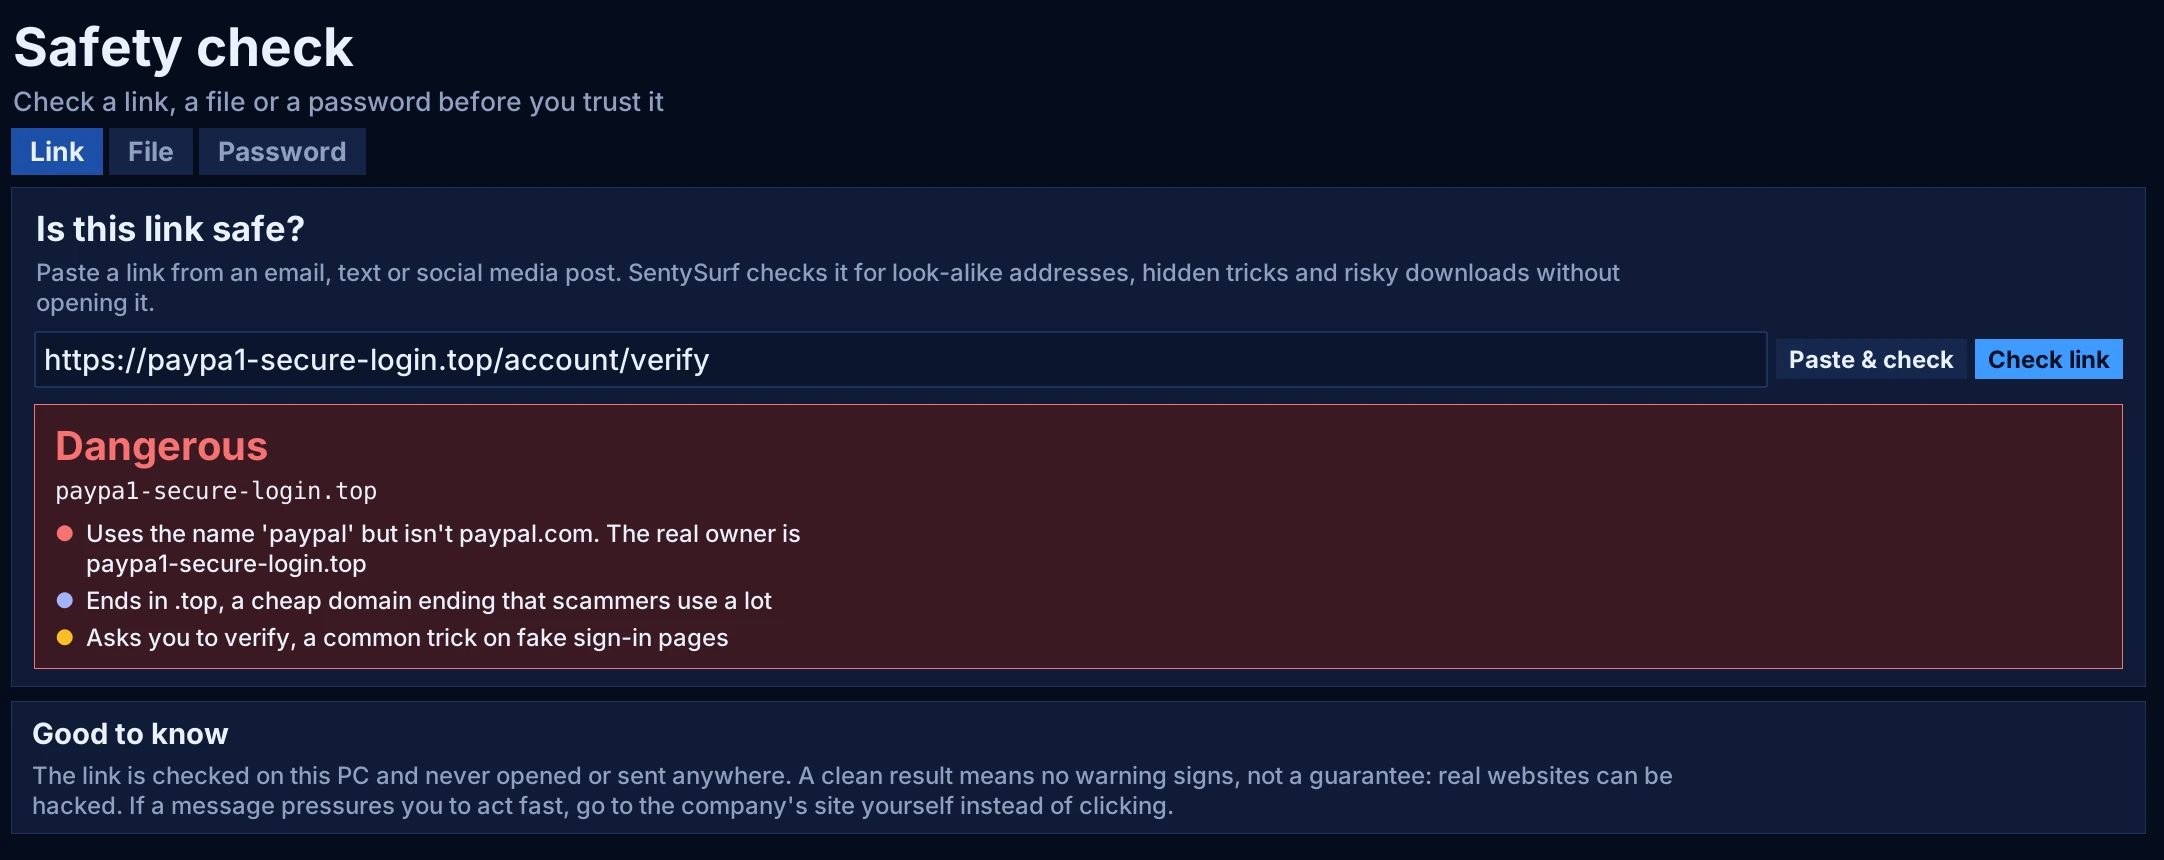 Safety check
Check a link, a file or a password before you trust it
Link File Password
Is this link safe?
Paste a link from an email, text or social media post. SentySurf checks it for look-alike addresses, hidden tricks and risky downloads without
opening it.
https://paypa1-secure-login.top/account/verify Paste & check Check link
Dangerous
paypa1-secure-login.top
Uses the name 'paypal' but isn't paypal.com. The real owner is
paypa1-secure-login.top
Ends in .top, a cheap domain ending that scammers use a lot
Asks you to verify, a common trick on fake sign-in pages
Good to know
The link is checked on this PC and never opened or sent anywhere. A clean result means no warning signs, not a guarantee: real websites can be
hacked. If a message pressures you to act fast, go to the company's site yourself instead of clicking.